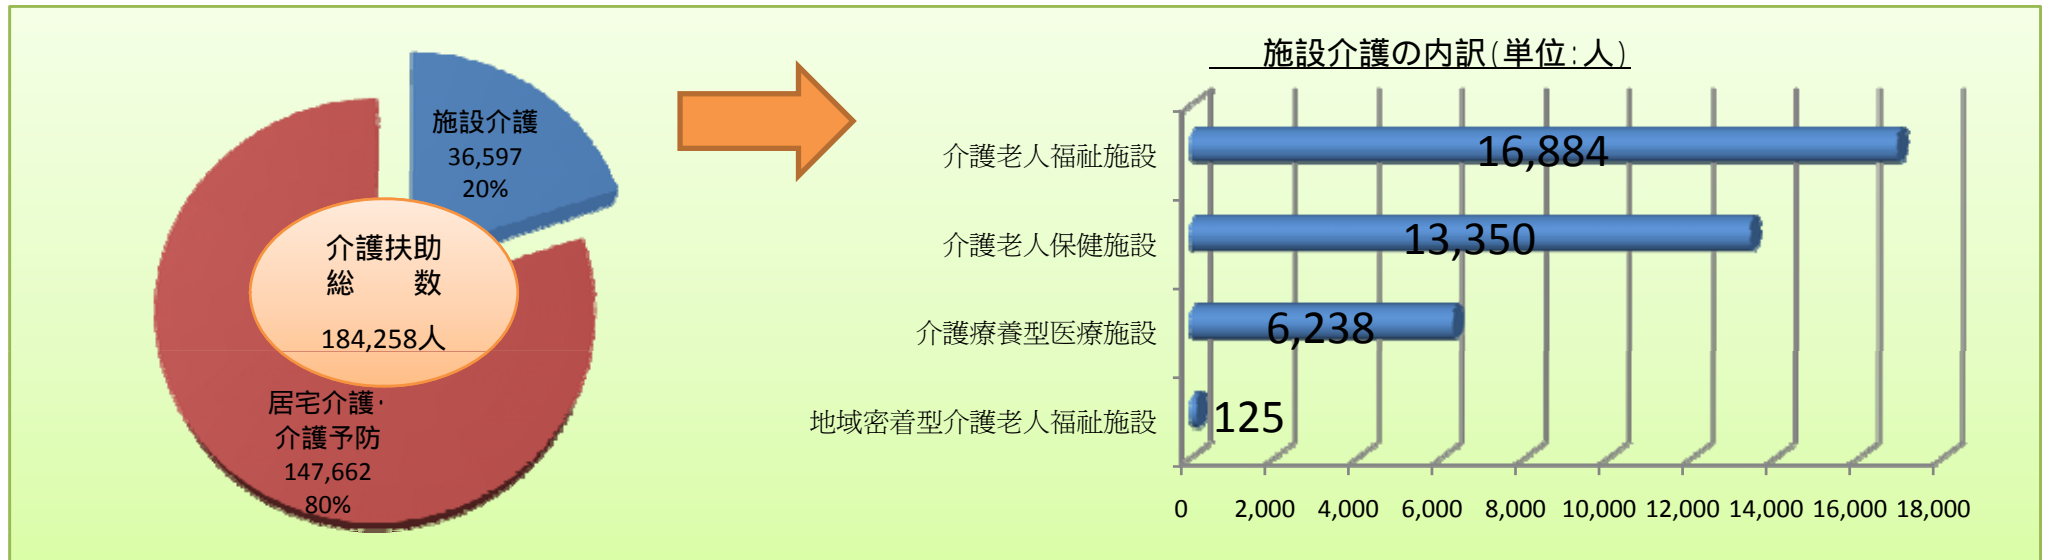 施設介護
36,597
20%
介護扶助
総　　数
184,258人
居宅介護・
介護予防
147,662
80%
施設介護の内訳(単位:人)
介護老人福祉施設
16,884
介護老人保健施設
13,350
介護療養型医療施設
6,238
地域密着型介護老人福祉施設
125
0 2,000 4,000 6,000 8,000 10,000 12,000 14,000 16,000 18,000